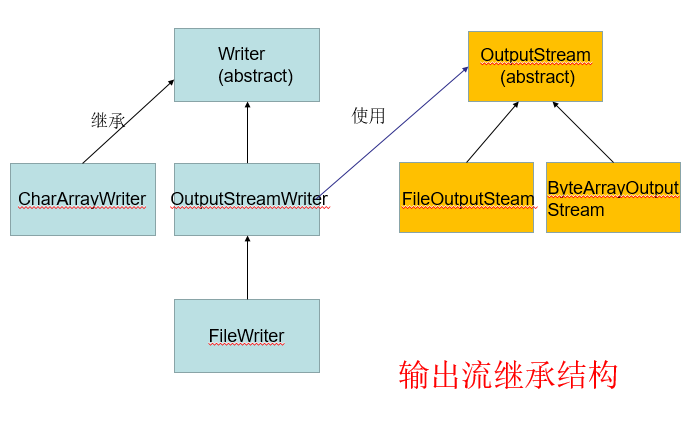 Writer
(abstract)
OutputStream
(abstract)
继承
使用
CharArrayWriter
OutputStreamWriter
FileOutputSteam
ByteArrayOutput
Stream
FileWriter
输出流继承结构